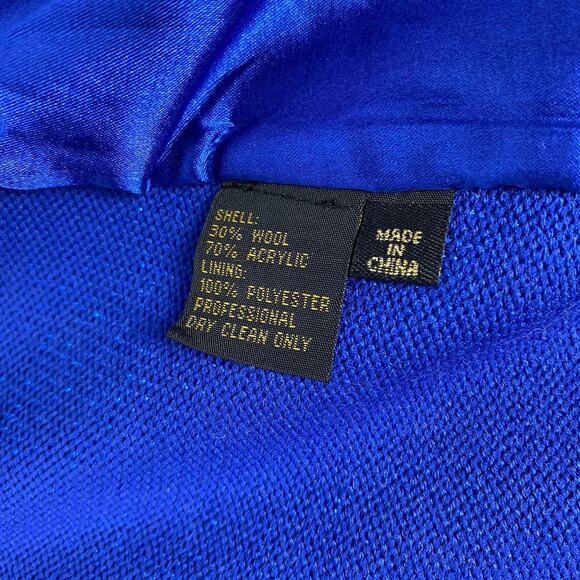 SHELL:
30% WOOL
70% ACRYLIC
LINING:
100% POLYESTER
PROFESSIONAL
DRY CLEAN ONLY
MADE
IN
CHINA